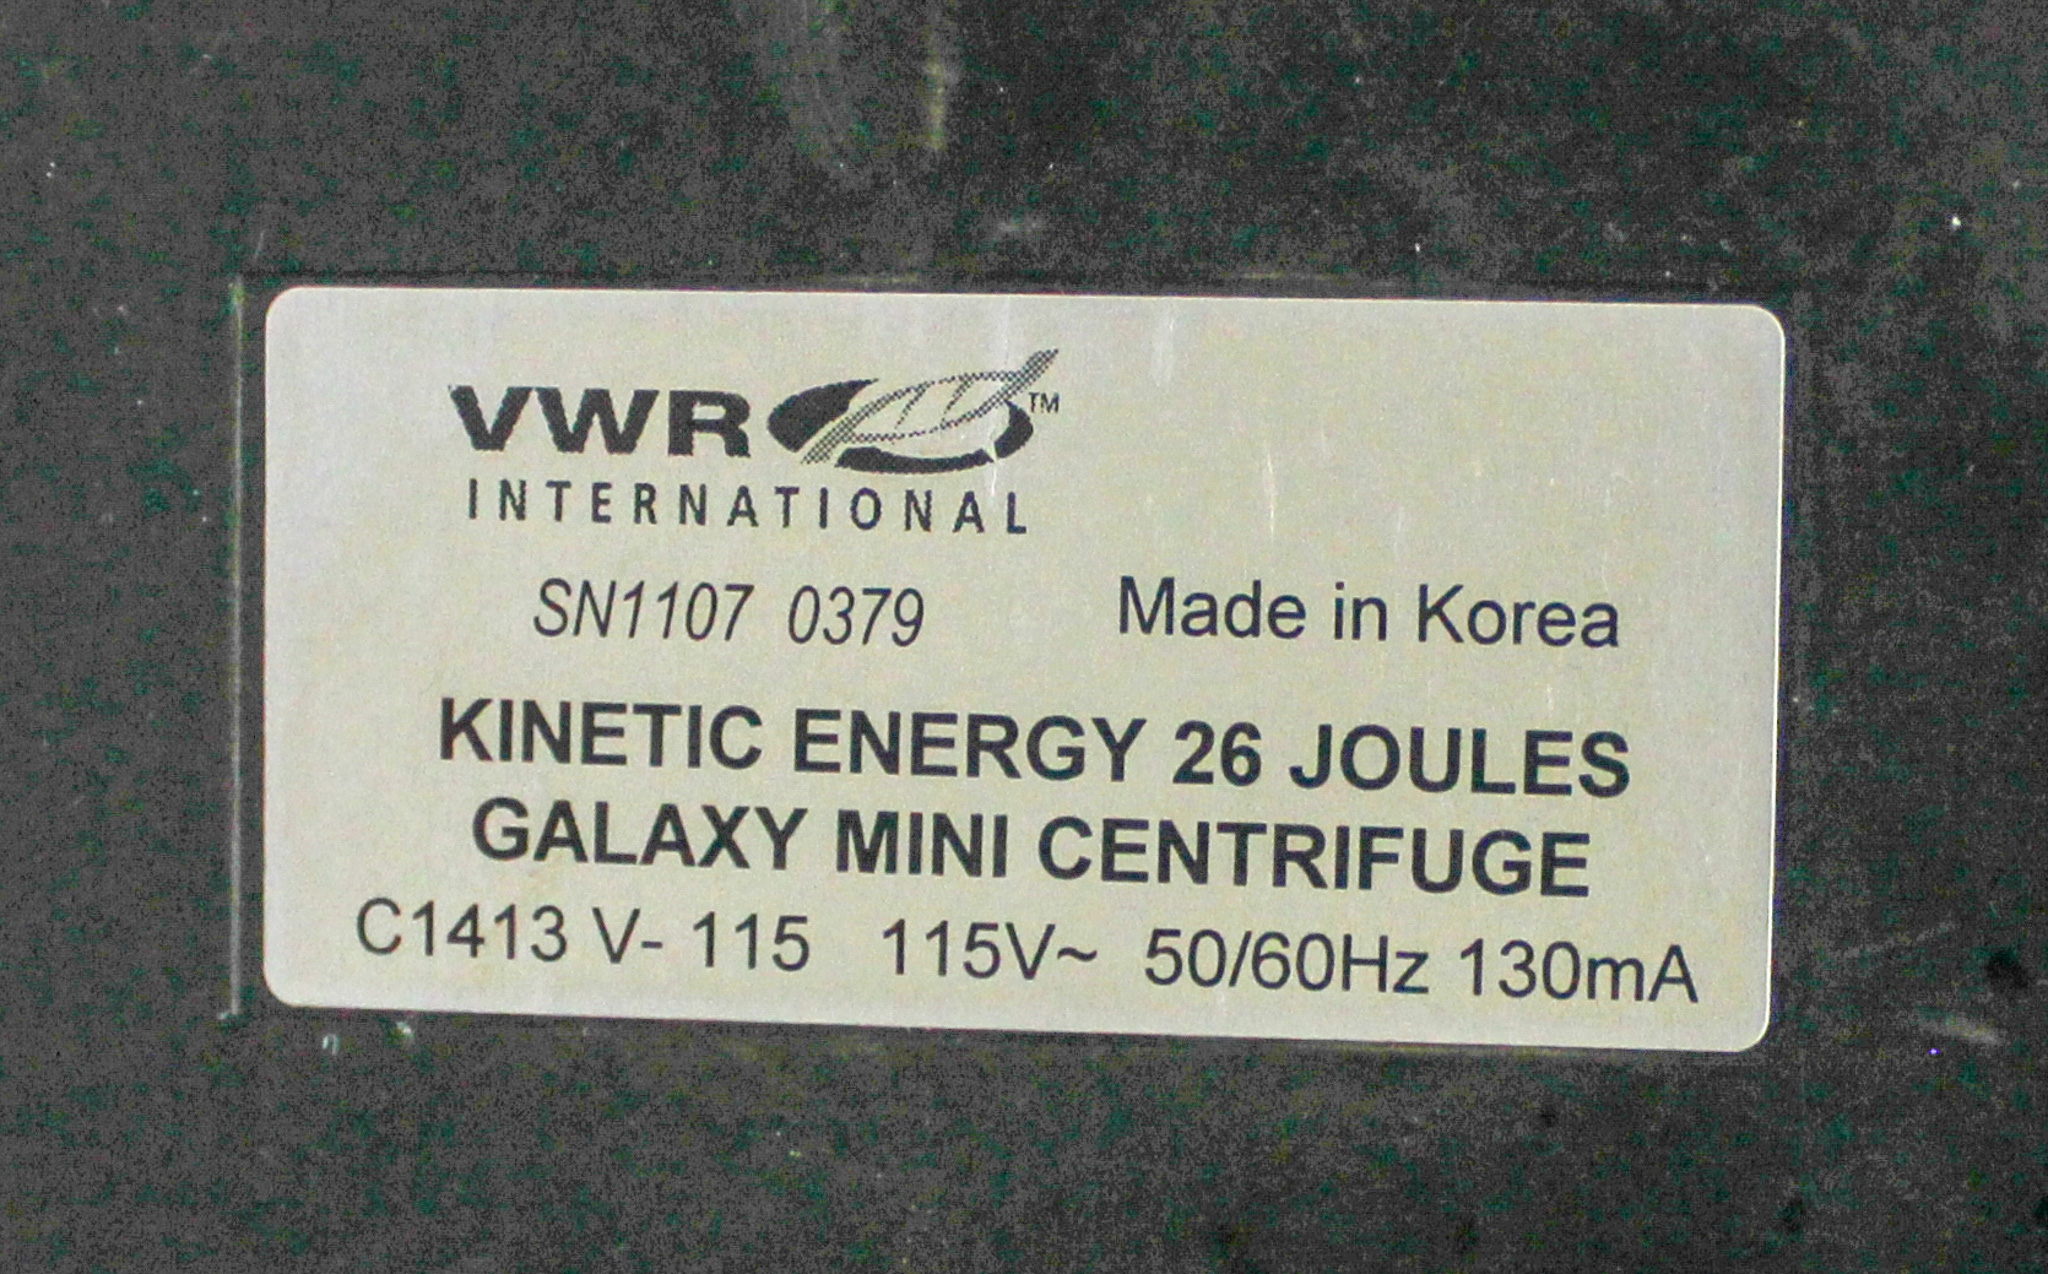 VWR™
INTERNATIONAL
SN1107 0379 Made in Korea
KINETIC ENERGY 26 JOULES
GALAXY MINI CENTRIFUGE
C1413 V- 115 115V~ 50/60Hz 130mA